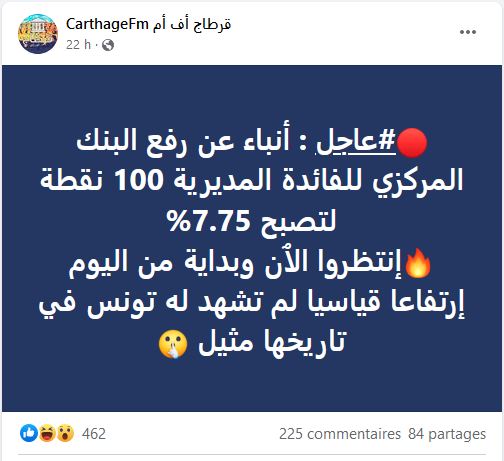 CarthageFm قرطاج أف أم
22 h ·
🔴#عاجل : أنباء عن رفع البنك
المركزي للفائدة المديرية 100 نقطة
لتصبح 7.75%
🔥إنتظروا الأن وبداية من اليوم
إرتفاعا قياسيا لم تشهد له تونس في
تاريخها مثيل 🤫
462
225 commentaires 84 partages